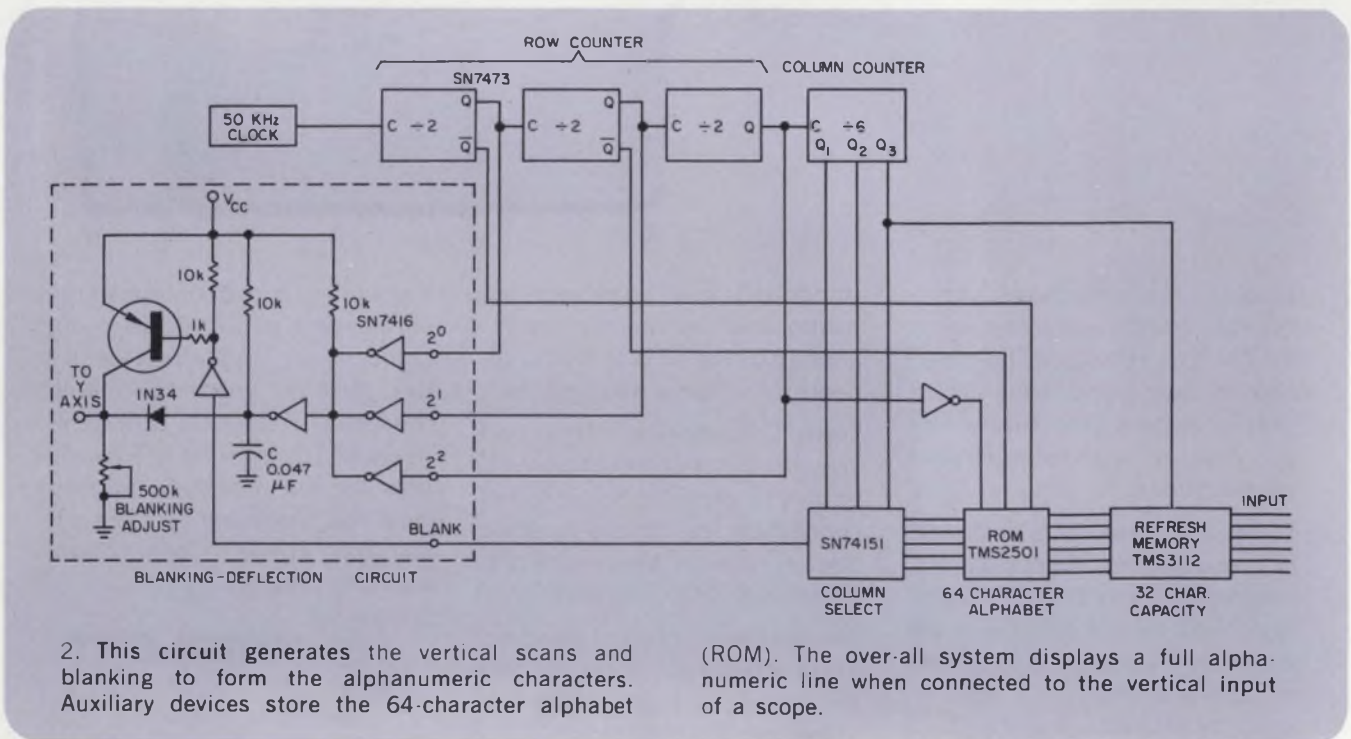 ROW COUNTER
COLUMN COUNTER
SN7473
50 KHz
CLOCK
C ÷2
Q
Q̅
C ÷2
Q
Q̅
C ÷2 Q
C ÷6
Q1 Q2 Q3
VCC
10k
10k
10k
1k
SN7416
2⁰
2¹
2²
TO
Y
AXIS
1N34
C
0.047
μF
500k
BLANKING
ADJUST
BLANK
BLANKING-DEFLECTION CIRCUIT
SN74151
COLUMN
SELECT
ROM
TMS2501
64 CHARACTER
ALPHABET
REFRESH
MEMORY
TMS3112
32 CHAR.
CAPACITY
INPUT
2. This circuit generates the vertical scans and
blanking to form the alphanumeric characters.
Auxiliary devices store the 64-character alphabet
(ROM). The over-all system displays a full alpha-
numeric line when connected to the vertical input
of a scope.